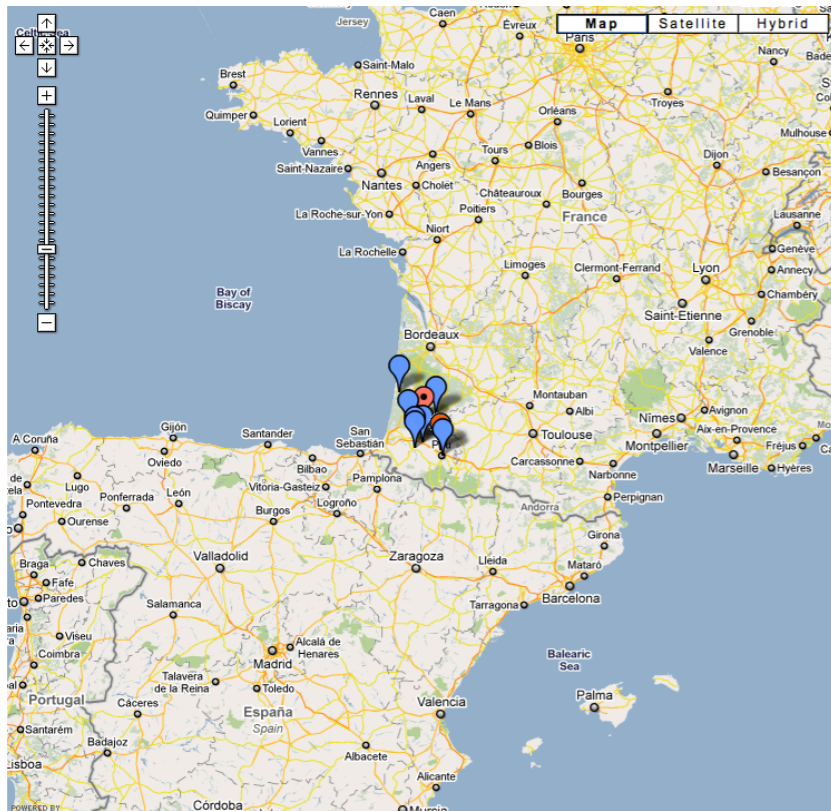 Caen
Évreux
Jersey
Map
Satellite
Hybrid
Paris
Nancy
Saint-Malo
Brest
Rennes
Laval
Le Mans
Troyes
Orléans
Quimper
Lorient
Vannes
Blois
Mulhouse
Tours
Angers
Dijon
Saint-Nazaire
Nantes
Cholet
Besançon
Châteauroux
Bourges
La Roche-sur-Yon
Poitiers
France
Lausanne
Niort
Genève
La Rochelle
Limoges
Clermont-Ferrand
Lyon
Annecy
Bay of
Biscay
Chambéry
Saint-Etienne
Grenoble
Bordeaux
Valence
Montauban
Albi
Nîmes
Avignon
Gijón
San
Sebastián
Toulouse
Montpellier
Aix-en-Provence
A Coruña
Santander
Fréjus
Oviedo
Bilbao
Carcassonne
Marseille
Hyères
Lugo
Vitoria-Gasteiz
Pamplona
Narbonne
Ponferrada
León
Logroño
Perpignan
Pontevedra
Andorra
Ourense
Burgos
Girona
Valladolid
Zaragoza
Lleida
Mataró
Braga
Chaves
Fafe
Barcelona
Paredes
Salamanca
Tarragona
Viseu
Alcalá de
Henares
Coimbra
Madrid
Balearic
Sea
Talavera
de la Reina
Toledo
Palma
Portugal
Cáceres
España
Valencia
Spain
Santarém
Badajoz
Albacete
Lisboa
Alicante
POWERED BY
Córdoba
Murcia